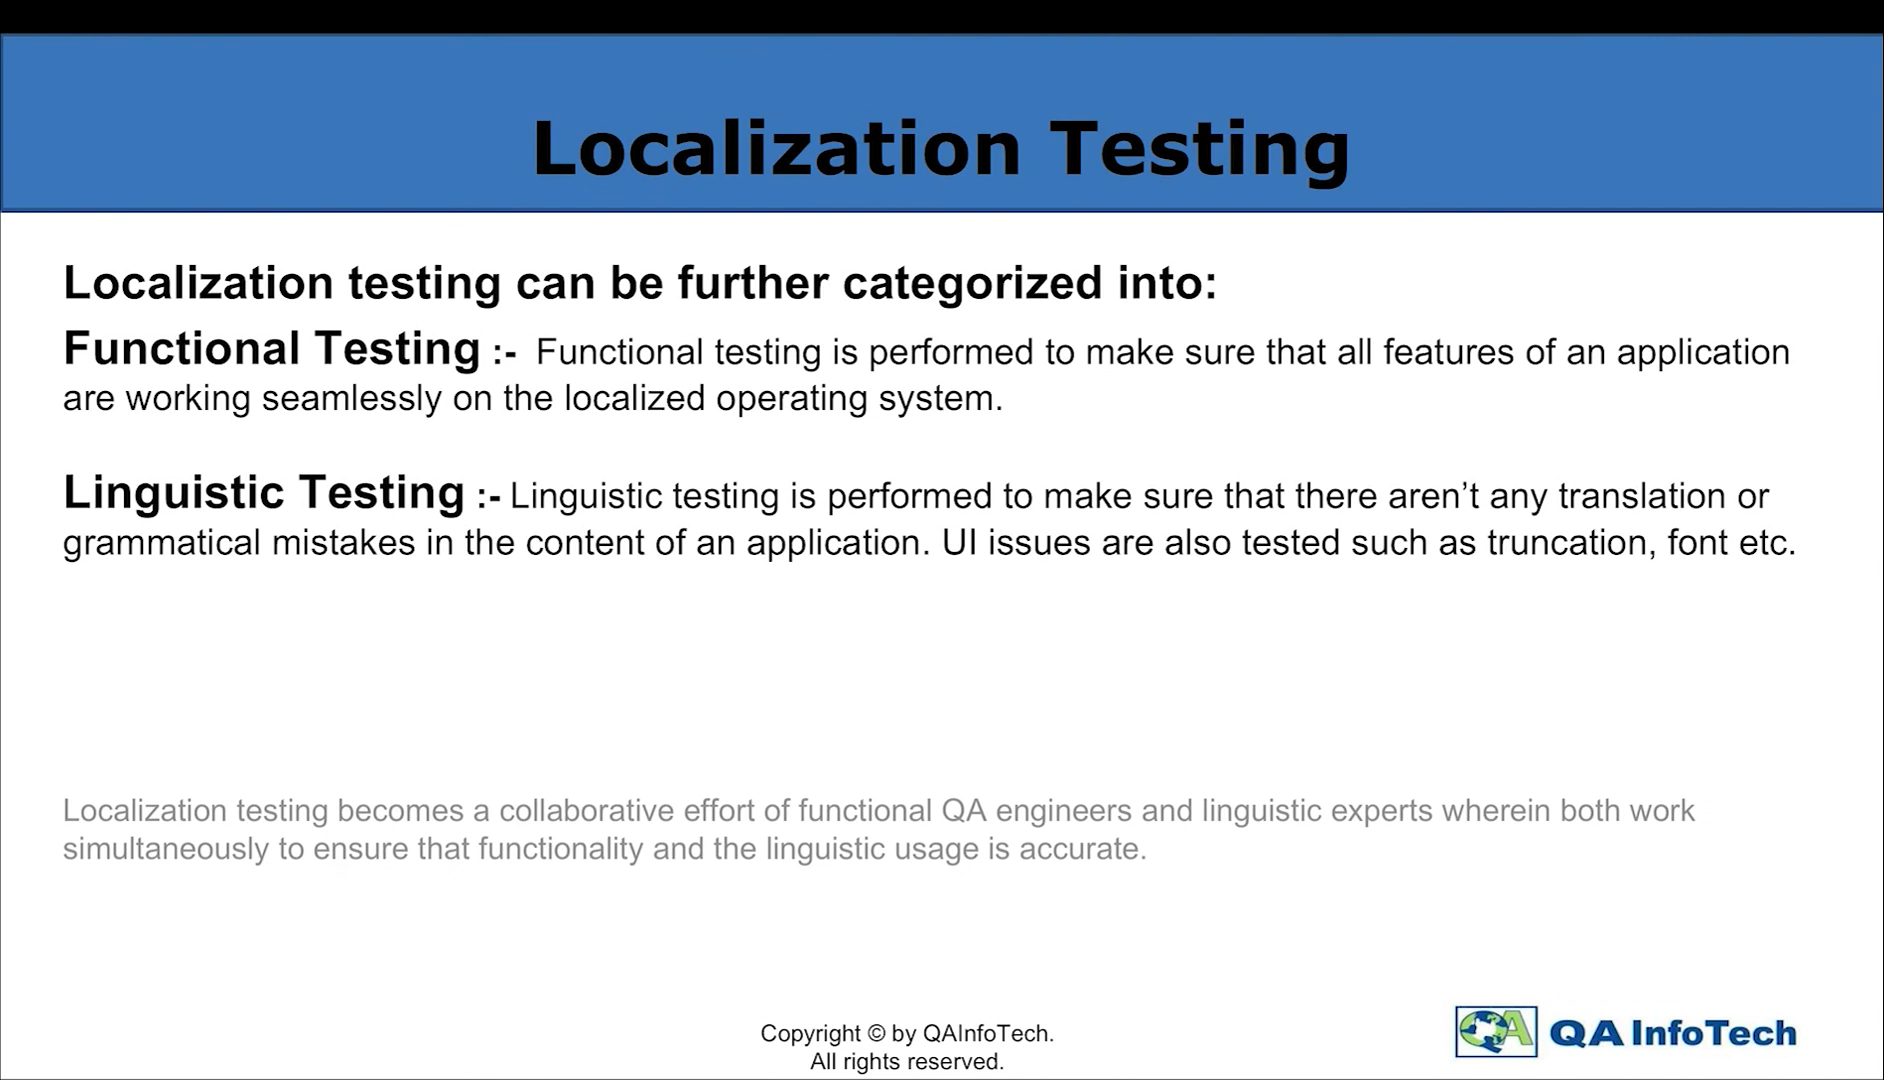 Localization Testing
Localization testing can be further categorized into:
Functional Testing :- Functional testing is performed to make sure that all features of an application
are working seamlessly on the localized operating system.
Linguistic Testing :- Linguistic testing is performed to make sure that there aren’t any translation or
grammatical mistakes in the content of an application. UI issues are also tested such as truncation, font etc.
Localization testing becomes a collaborative effort of functional QA engineers and linguistic experts wherein both work
simultaneously to ensure that functionality and the linguistic usage is accurate.
Copyright © by QAInfoTech.
All rights reserved.
QA QA InfoTech